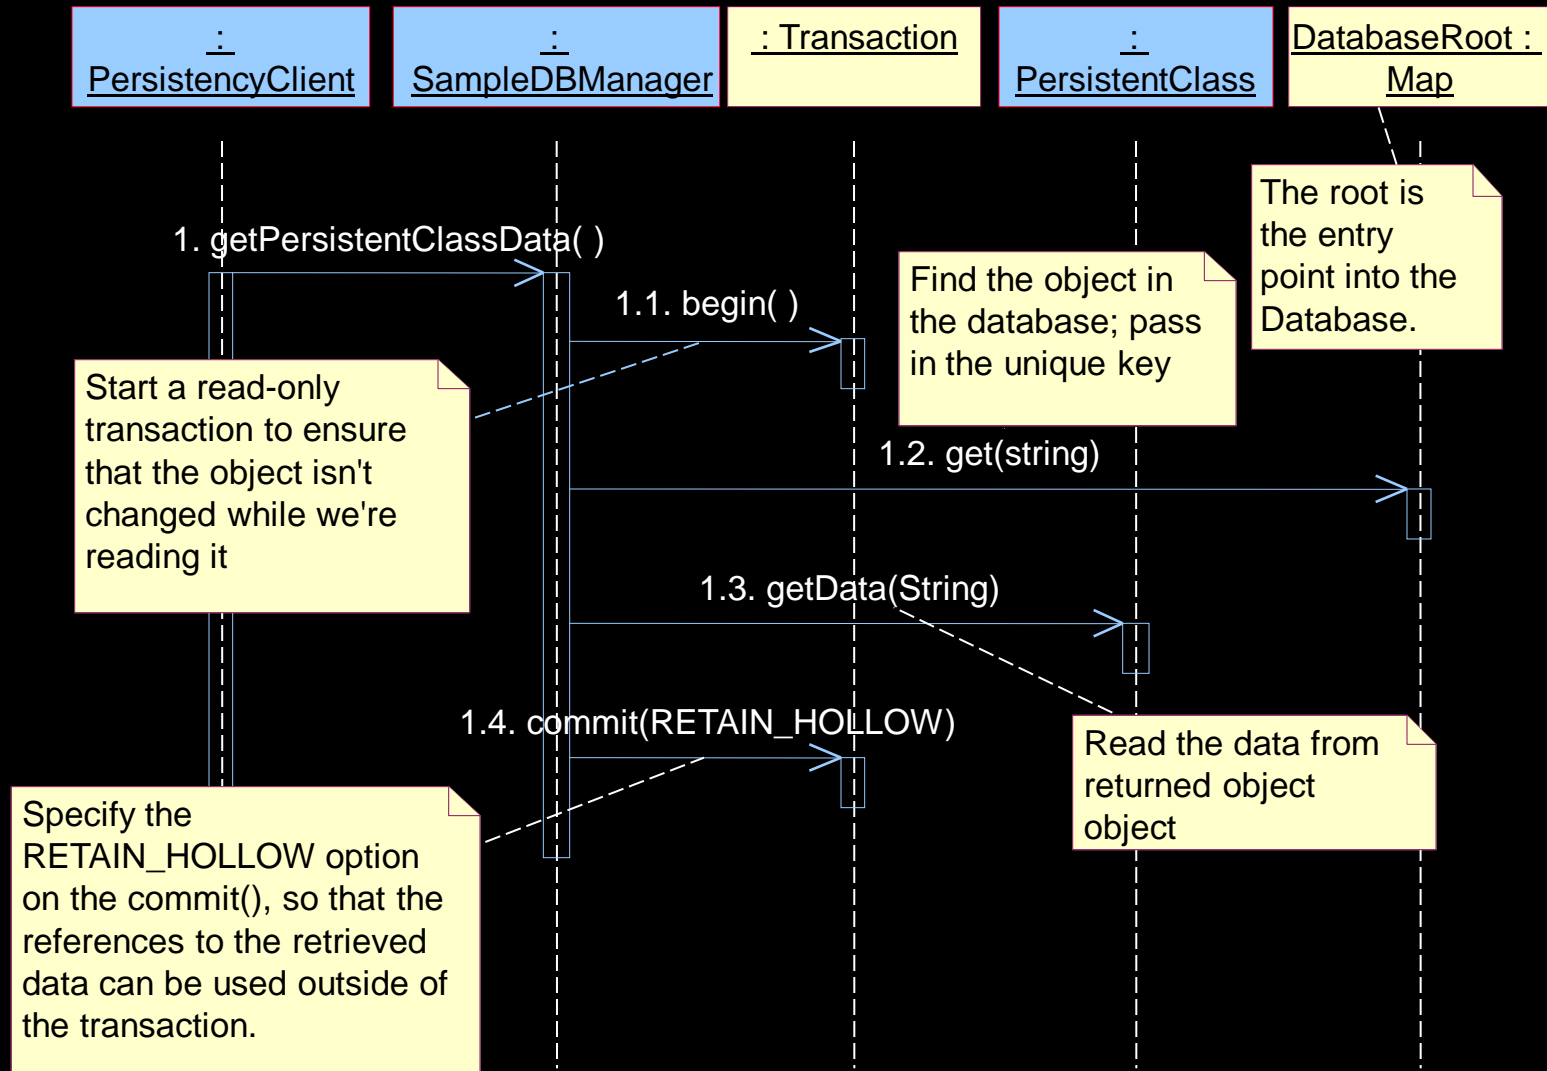 :
PersistencyClient
:
SampleDBManager
: Transaction
:
PersistentClass
DatabaseRoot :
Map
The root is
the entry
point into the
Database.
1. getPersistentClassData( )
Find the object in
the database; pass
in the unique key
1.1. begin( )
Start a read-only
transaction to ensure
that the object isn't
changed while we're
reading it
1.2. get(string)
1.3. getData(String)
1.4. commit(RETAIN_HOLLOW)
Read the data from
returned object
object
Specify the
RETAIN_HOLLOW option
on the commit(), so that the
references to the retrieved
data can be used outside of
the transaction.